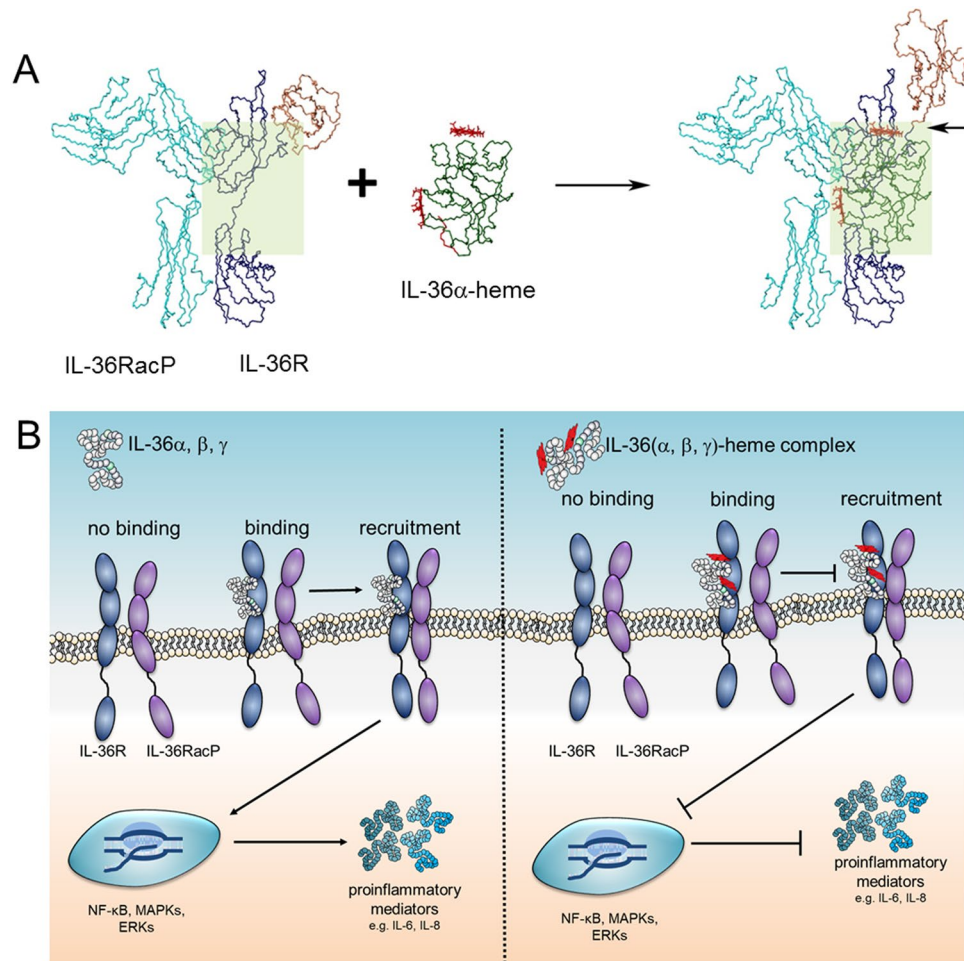 A
+
IL-36α-heme
IL-36RacP
IL-36R
B
IL-36α, β, γ
no binding
binding
recruitment
IL-36R
IL-36RacP
NF-κB, MAPKs,
ERKs
proinflammatory
mediators
e.g. IL-6, IL-8
IL-36(α, β, γ)-heme complex
no binding
binding
recruitment
IL-36R
IL-36RacP
NF-κB, MAPKs,
ERKs
proinflammatory
mediators
e.g. IL-6, IL-8